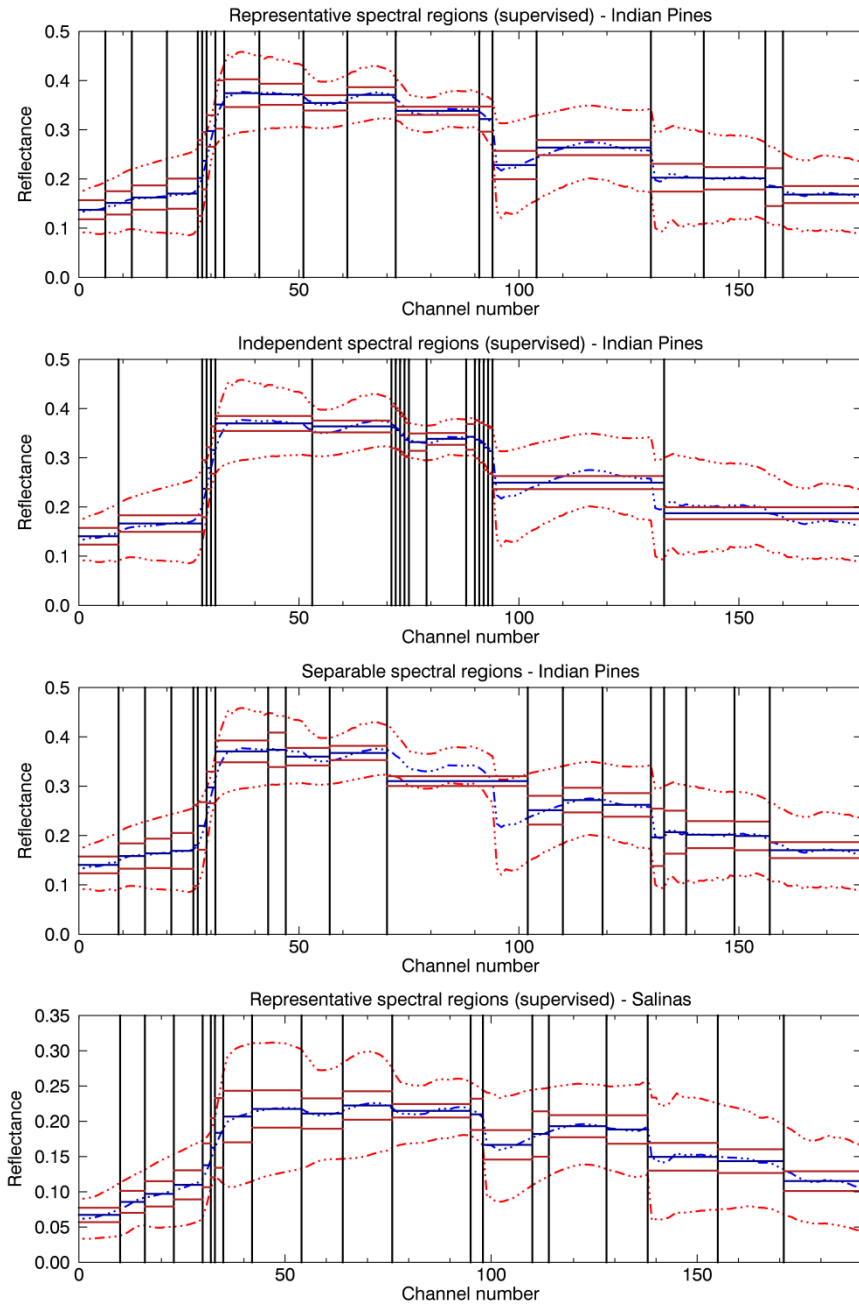 Representative spectral regions (supervised) - Indian Pines
0.5
0.4
0.3
0.2
0.1
0.0
Reflectance
0 50 100 150
Channel number
Independent spectral regions (supervised) - Indian Pines
0.5
0.4
0.3
0.2
0.1
0.0
Reflectance
0 50 100 150
Channel number
Separable spectral regions - Indian Pines
0.5
0.4
0.3
0.2
0.1
0.0
Reflectance
0 50 100 150
Channel number
Representative spectral regions (supervised) - Salinas
0.35
0.30
0.25
0.20
0.15
0.10
0.05
0.00
Reflectance
0 50 100 150
Channel number